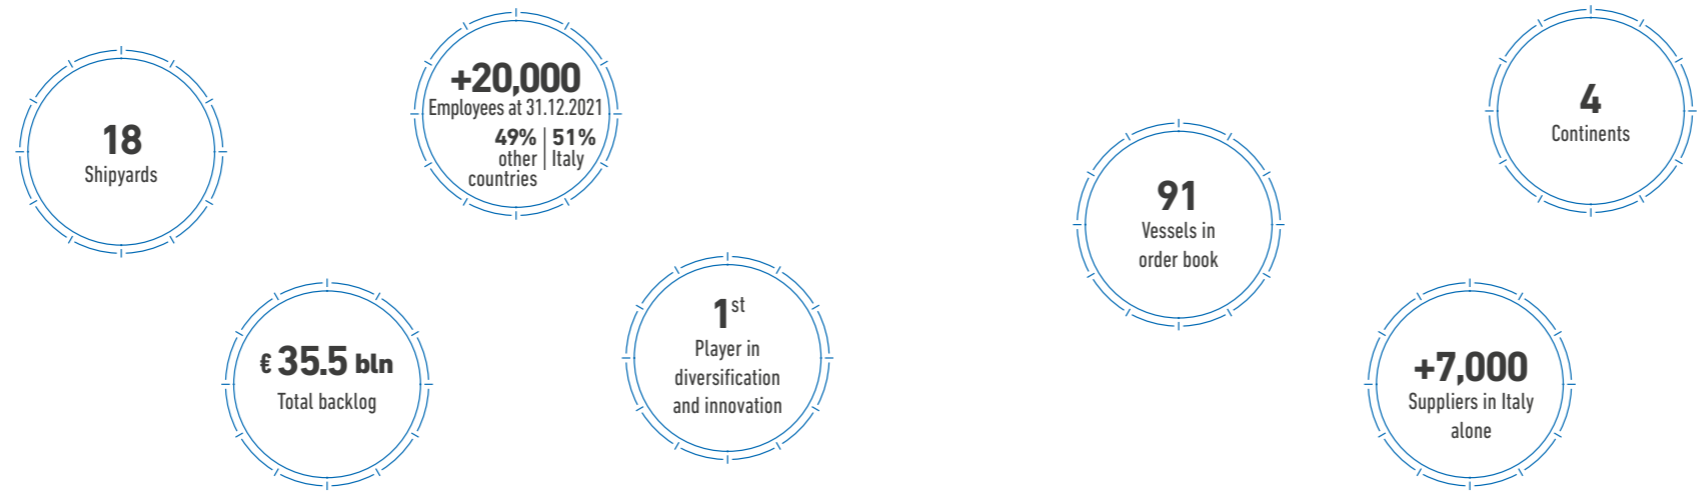 18
Shipyards
+20,000
Employees at 31.12.2021
49% | 51%
other | Italy
countries
€ 35.5 bln
Total backlog
1st
Player in
diversification
and innovation
91
Vessels in
order book
4
Continents
+7,000
Suppliers in Italy
alone